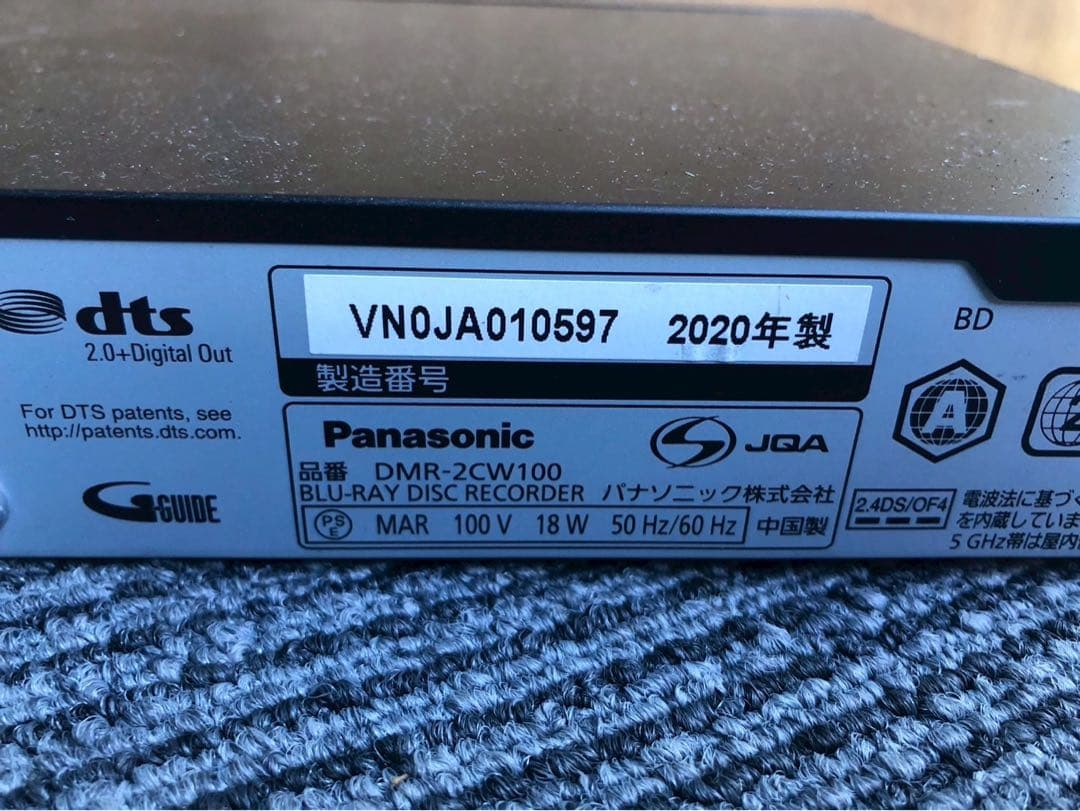 dts
2.0+Digital Out
For DTS patents, see
http://patents.dts.com.
G-GUIDE
VN0JA010597 2020年製
製造番号
Panasonic
JQA
品番 DMR-2CW100
BLU-RAY DISC RECORDER パナソニック株式会社
PSE MAR 100 V 18 W 50 Hz/60 Hz 中国製
BD
A
2
2.4DS/OF4
電波法に基づく
を内蔵していま
5 GHz帯は屋内